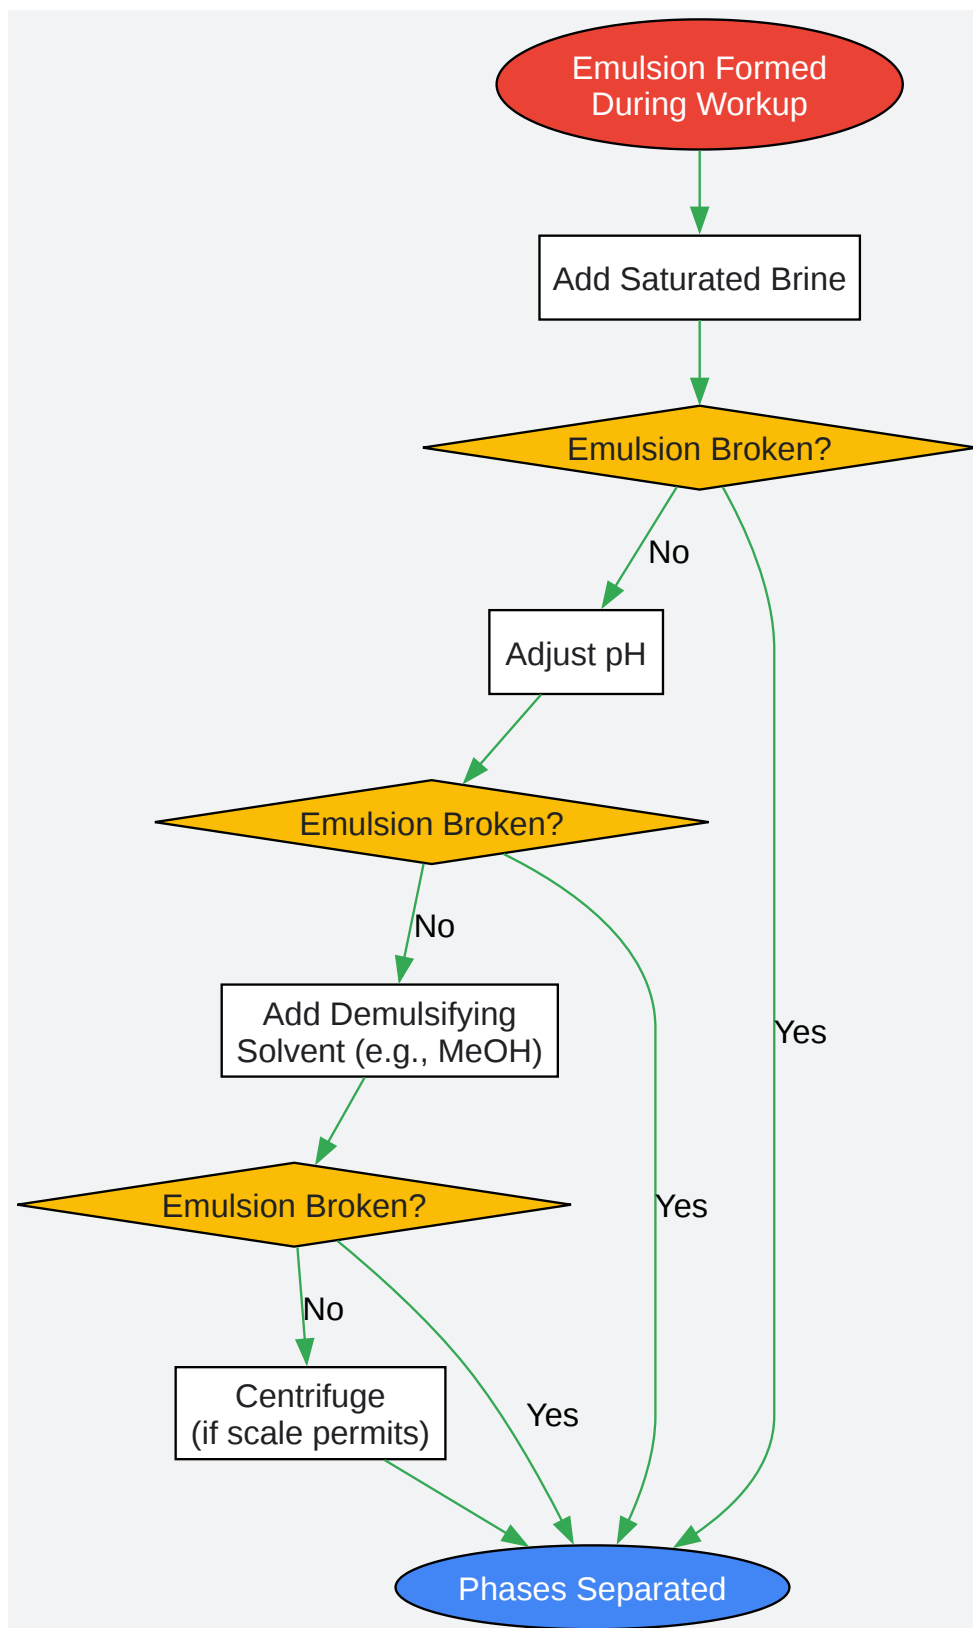 Emulsion Formed
During Workup
Add Saturated Brine
Emulsion Broken?
No
Adjust pH
Emulsion Broken?
No
Add Demulsifying
Solvent (e.g., MeOH)
Yes
Emulsion Broken?
Yes
No
Centrifuge
(if scale permits)
Yes
Phases Separated